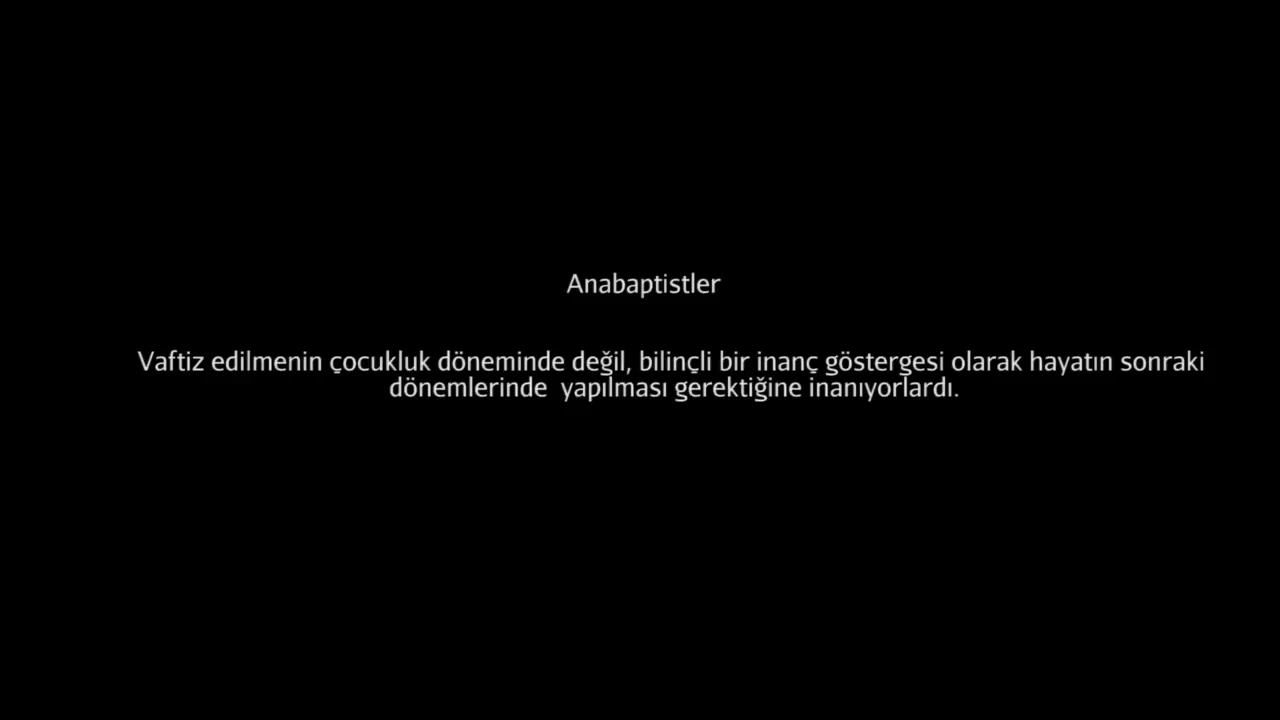 Anabaptistler
Vaftiz edilmenin çocukluk döneminde değil, bilinçli bir inanç göstergesi olarak hayatın sonraki
dönemlerinde  yapılması gerektiğine inanıyorlardı.